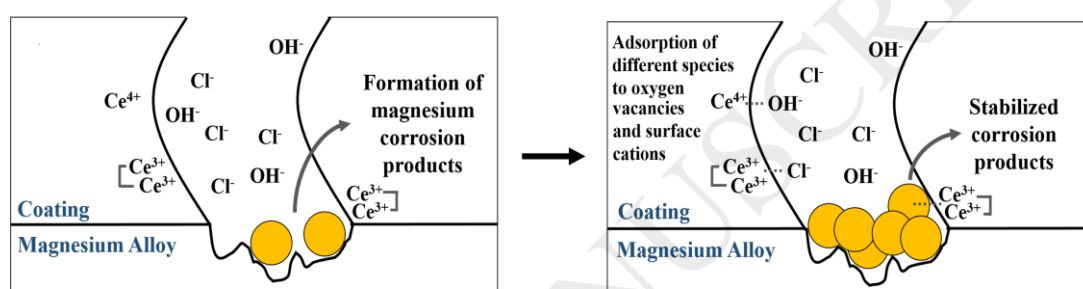 OH⁻
Cl⁻
Ce⁴⁺
OH⁻
Cl⁻
Cl⁻
Formation of
magnesium
corrosion
products
Ce³⁺
Ce³⁺
Cl⁻
OH⁻
Ce³⁺
Ce³⁺
Coating
Magnesium Alloy
Adsorption of
different species
to oxygen
vacancies
and surface
cations
OH⁻
Cl⁻
Ce⁴⁺
OH⁻
Cl⁻
Cl⁻
Stabilized
corrosion
products
Ce³⁺
Ce³⁺
Cl⁻
OH⁻
Ce³⁺
Ce³⁺
Coating
Magnesium Alloy
NUSCR